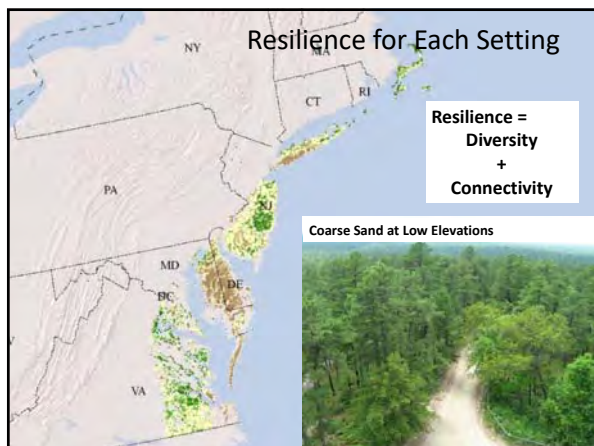 Resilience for Each Setting
NY
MA
CT
RI
Resilience =
Diversity
+
Connectivity
PA
NJ
Coarse Sand at Low Elevations
MD
DE
DC
VA